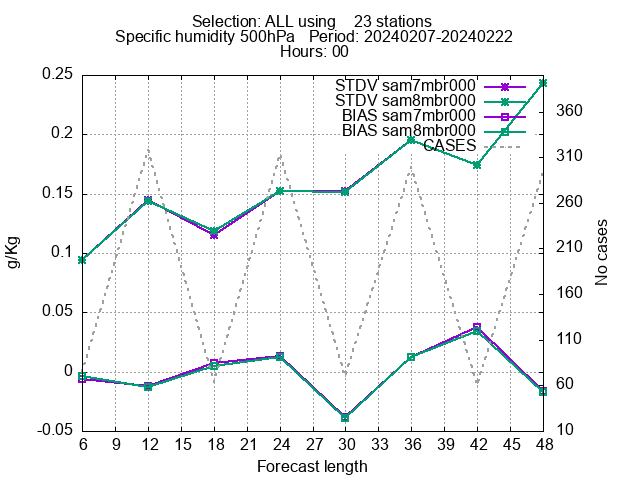 Selection: ALL using    23 stations
Specific humidity 500hPa   Period: 20240207-20240222
Hours: 00
STDV sam7mbr000
STDV sam8mbr000
BIAS sam7mbr000
BIAS sam8mbr000
CASES
0.25
0.2
0.15
0.1
0.05
0
-0.05
g/Kg
360
310
260
210
160
110
60
10
No cases
6 9 12 15 18 21 24 27 30 33 36 39 42 45 48
Forecast length